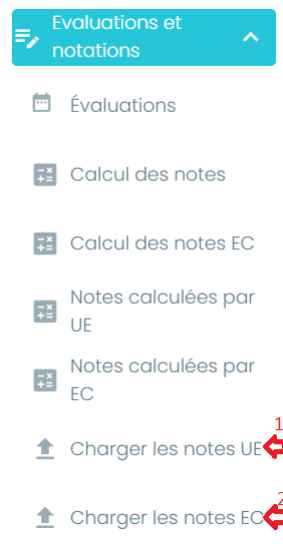 Evaluations et
notations
Évaluations
Calcul des notes
Calcul des notes EC
Notes calculées par
UE
Notes calculées par
EC
1
Charger les notes UE
2
Charger les notes EC